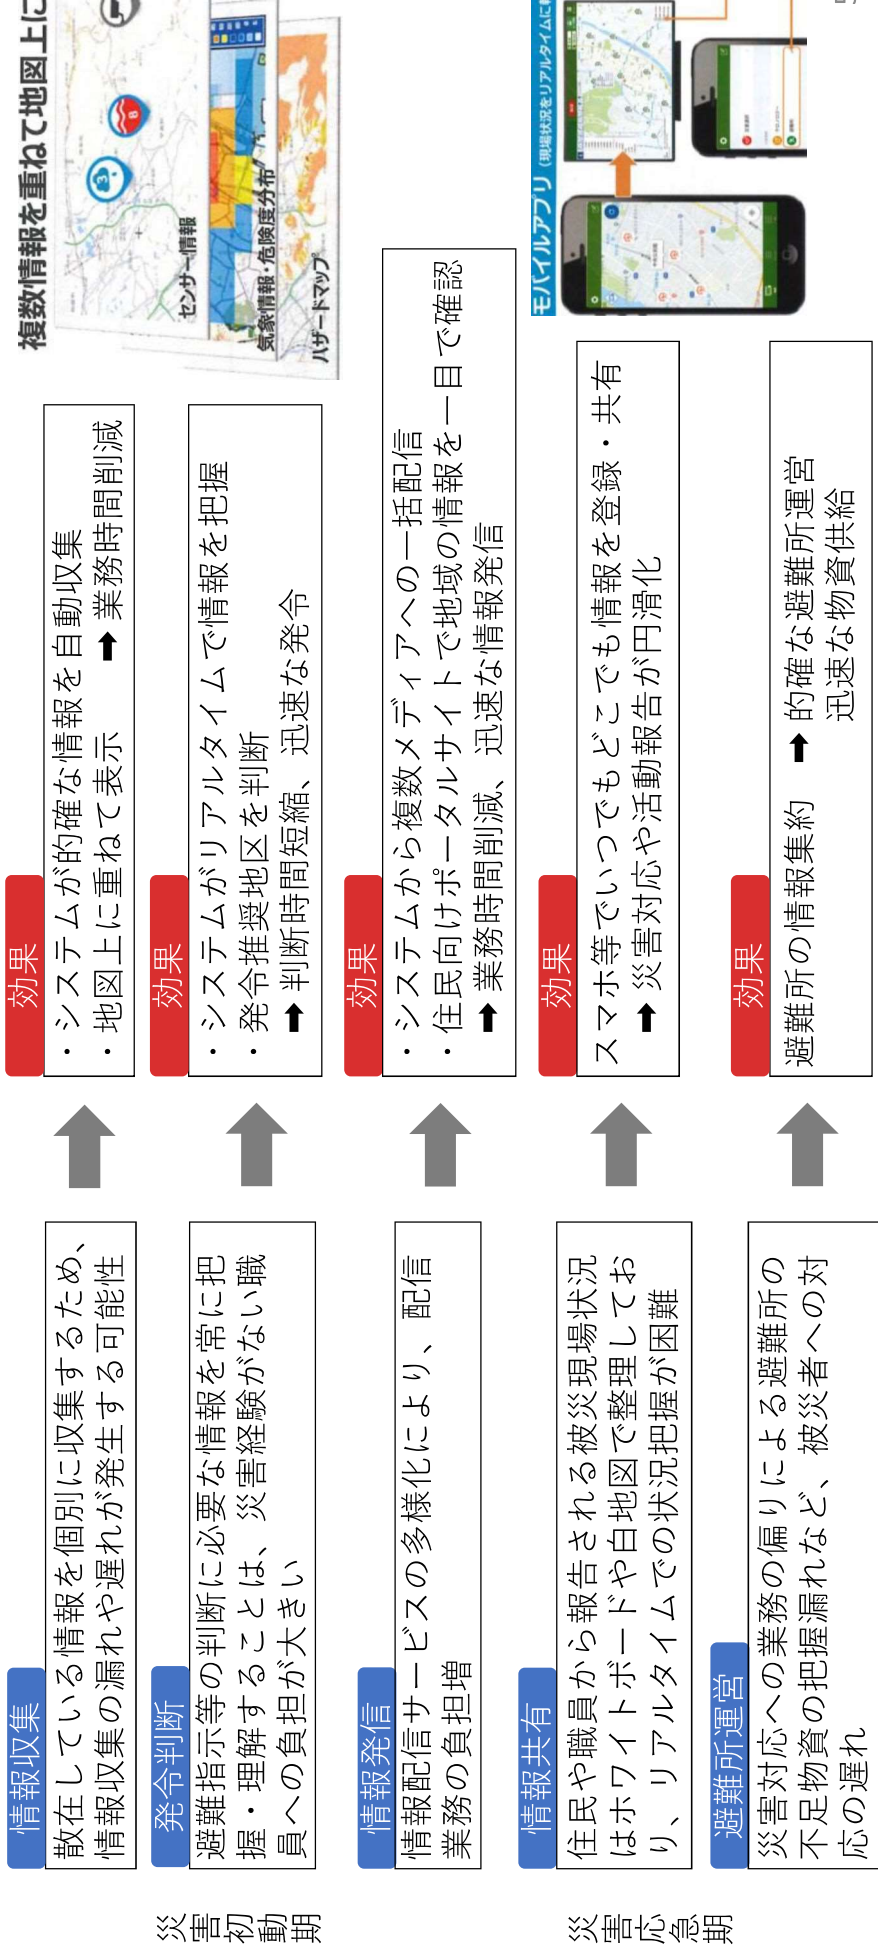 災害初動期
情報収集
散在している情報を個別に収集するため、
情報収集の漏れや遅れが発生する可能性
効果
・システムが的確な情報を自動収集
・地図上に重ねて表示　➡ 業務時間削減
発令判断
避難指示等の判断に必要な情報を常に把
握・理解することは、災害経験がない職
員への負担が大きい
効果
・システムがリアルタイムで情報を把握
・発令推奨地区を判断
➡ 判断時間短縮、迅速な発令
情報発信
情報配信サービスの多様化により、配信
業務の負担増
効果
・システムから複数メディアへの一括配信
・住民向けポータルサイトで地域の情報を一目で確認
➡ 業務時間削減、迅速な情報発信
災害応急期
情報共有
住民や職員から報告される被災現場状況
はホワイトボードや白地図で整理してお
り、リアルタイムでの状況把握が困難
効果
スマホ等でいつでもどこでも情報を登録・共有
➡ 災害対応や活動報告が円滑化
避難所運営
災害対応への業務の偏りによる避難所の
不足物資の把握漏れなど、被災者への対
応の遅れ
効果
避難所の情報集約　➡ 的確な避難所運営
迅速な物資供給
複数情報を重ねて地図上に
3
8
センサー情報
気象情報・危険度分布
ハザードマップ
モバイルアプリ（現場状況をリアルタイムに